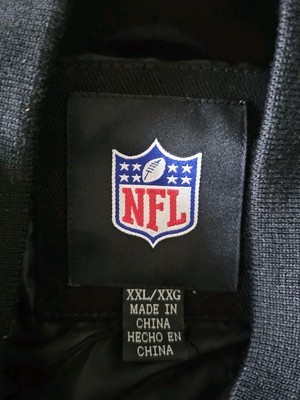 NFL
XXL/XXG
MADE IN
CHINA
HECHO EN
CHINA